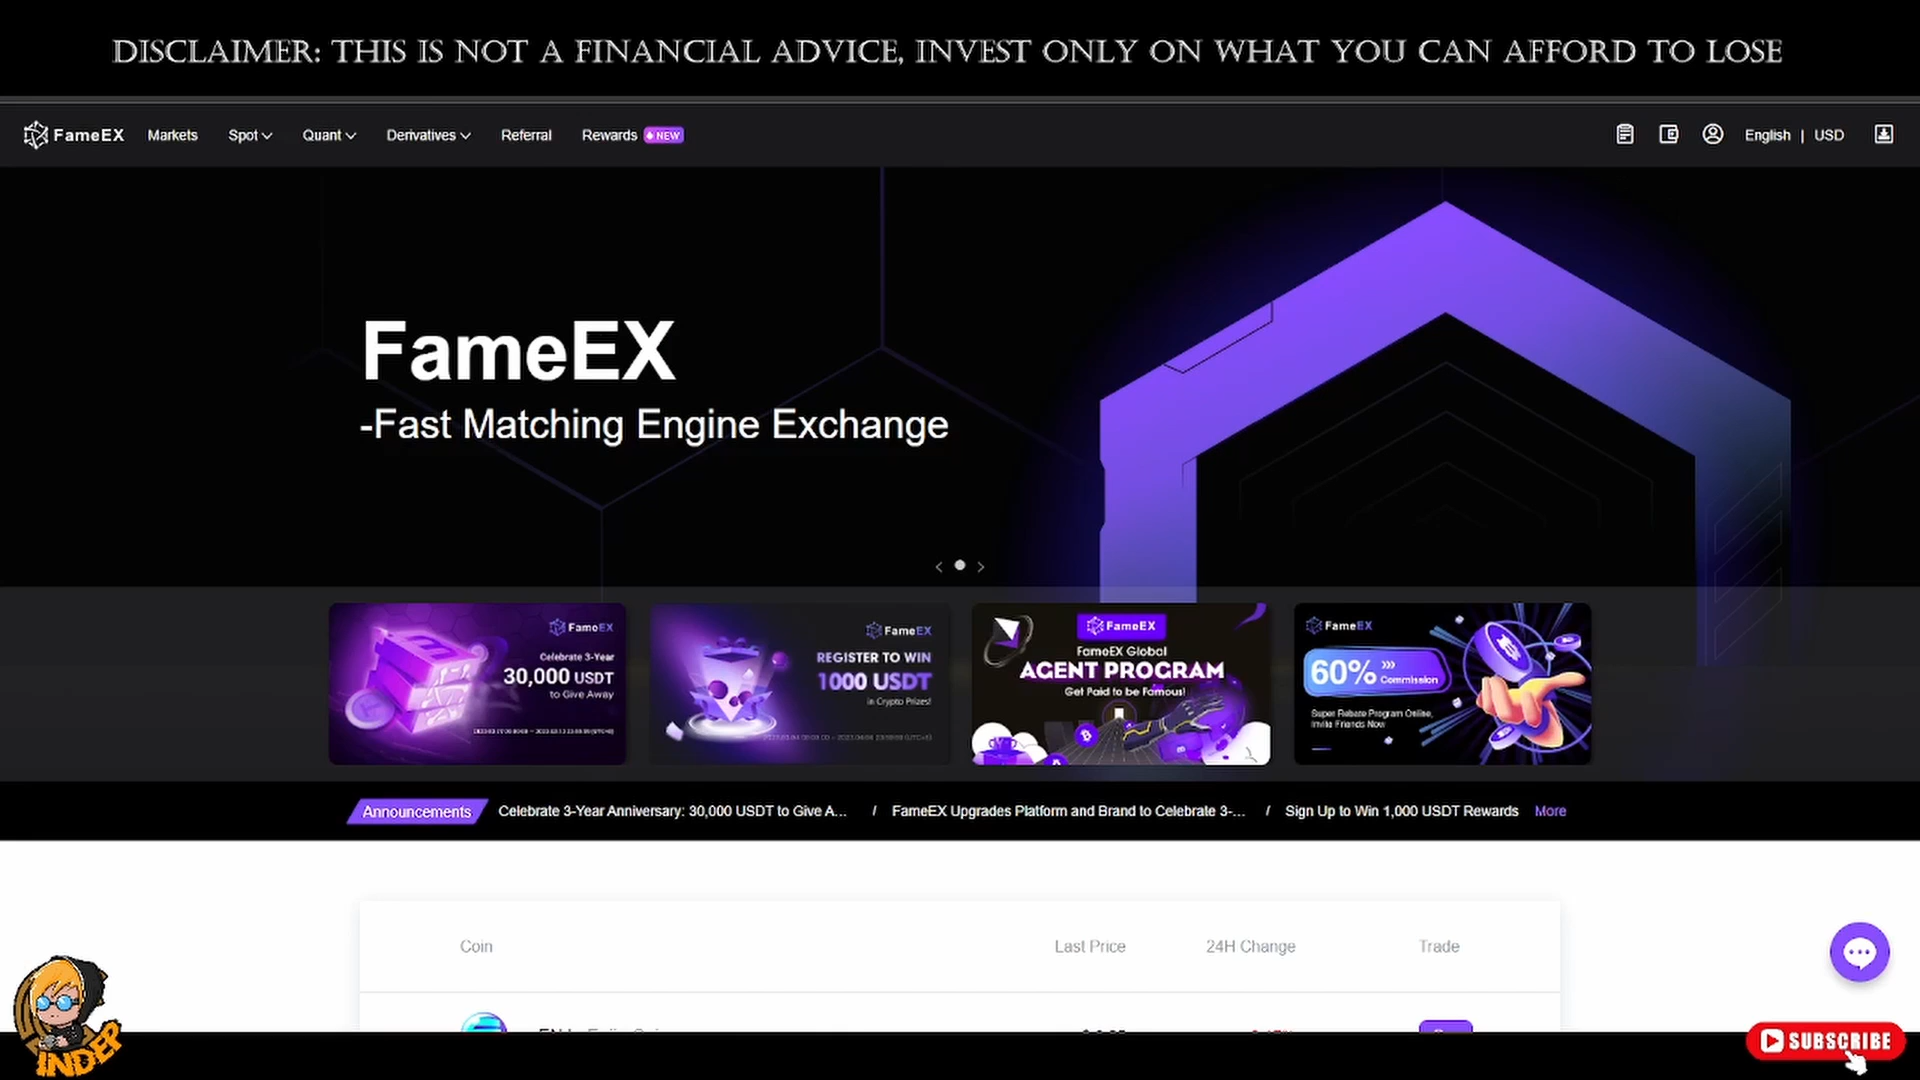 DISCLAIMER: THIS IS NOT A FINANCIAL ADVICE, INVEST ONLY ON WHAT YOU CAN AFFORD TO LOSE
FameEX Markets Spot Quant Derivatives Referral Rewards NEW English | USD
FameEX
-Fast Matching Engine Exchange
FameEX
Celebrate 3-Year
30,000 USDT
to Give Away
FameEX
REGISTER TO WIN
1000 USDT
in Crypto Prizes!
FameEX
FameEX Global
AGENT PROGRAM
Get Paid to be Famous!
FameEX
60% Commission
Super Rebate Program Online,
Invite Friends Now
Announcements Celebrate 3-Year Anniversary: 30,000 USDT to Give A... / FameEX Upgrades Platform and Brand to Celebrate 3-... / Sign Up to Win 1,000 USDT Rewards More
Coin Last Price 24H Change Trade
INDEP
SUBSCRIBE